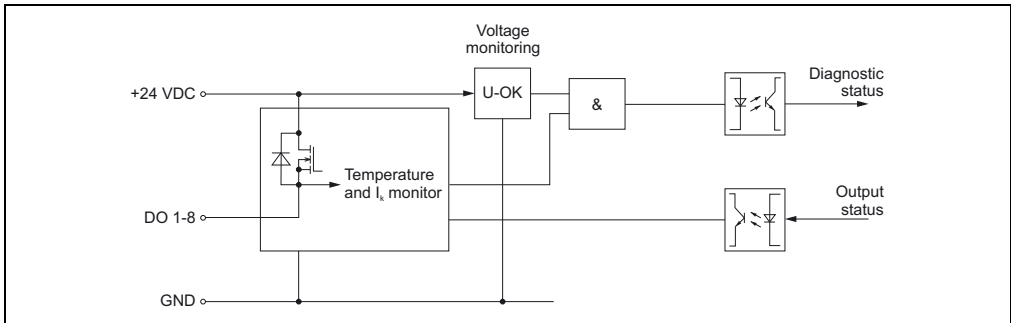 Voltage
monitoring
+24 VDC
U-OK
&
Diagnostic
status
Temperature
and Iₖ monitor
DO 1-8
Output
status
GND